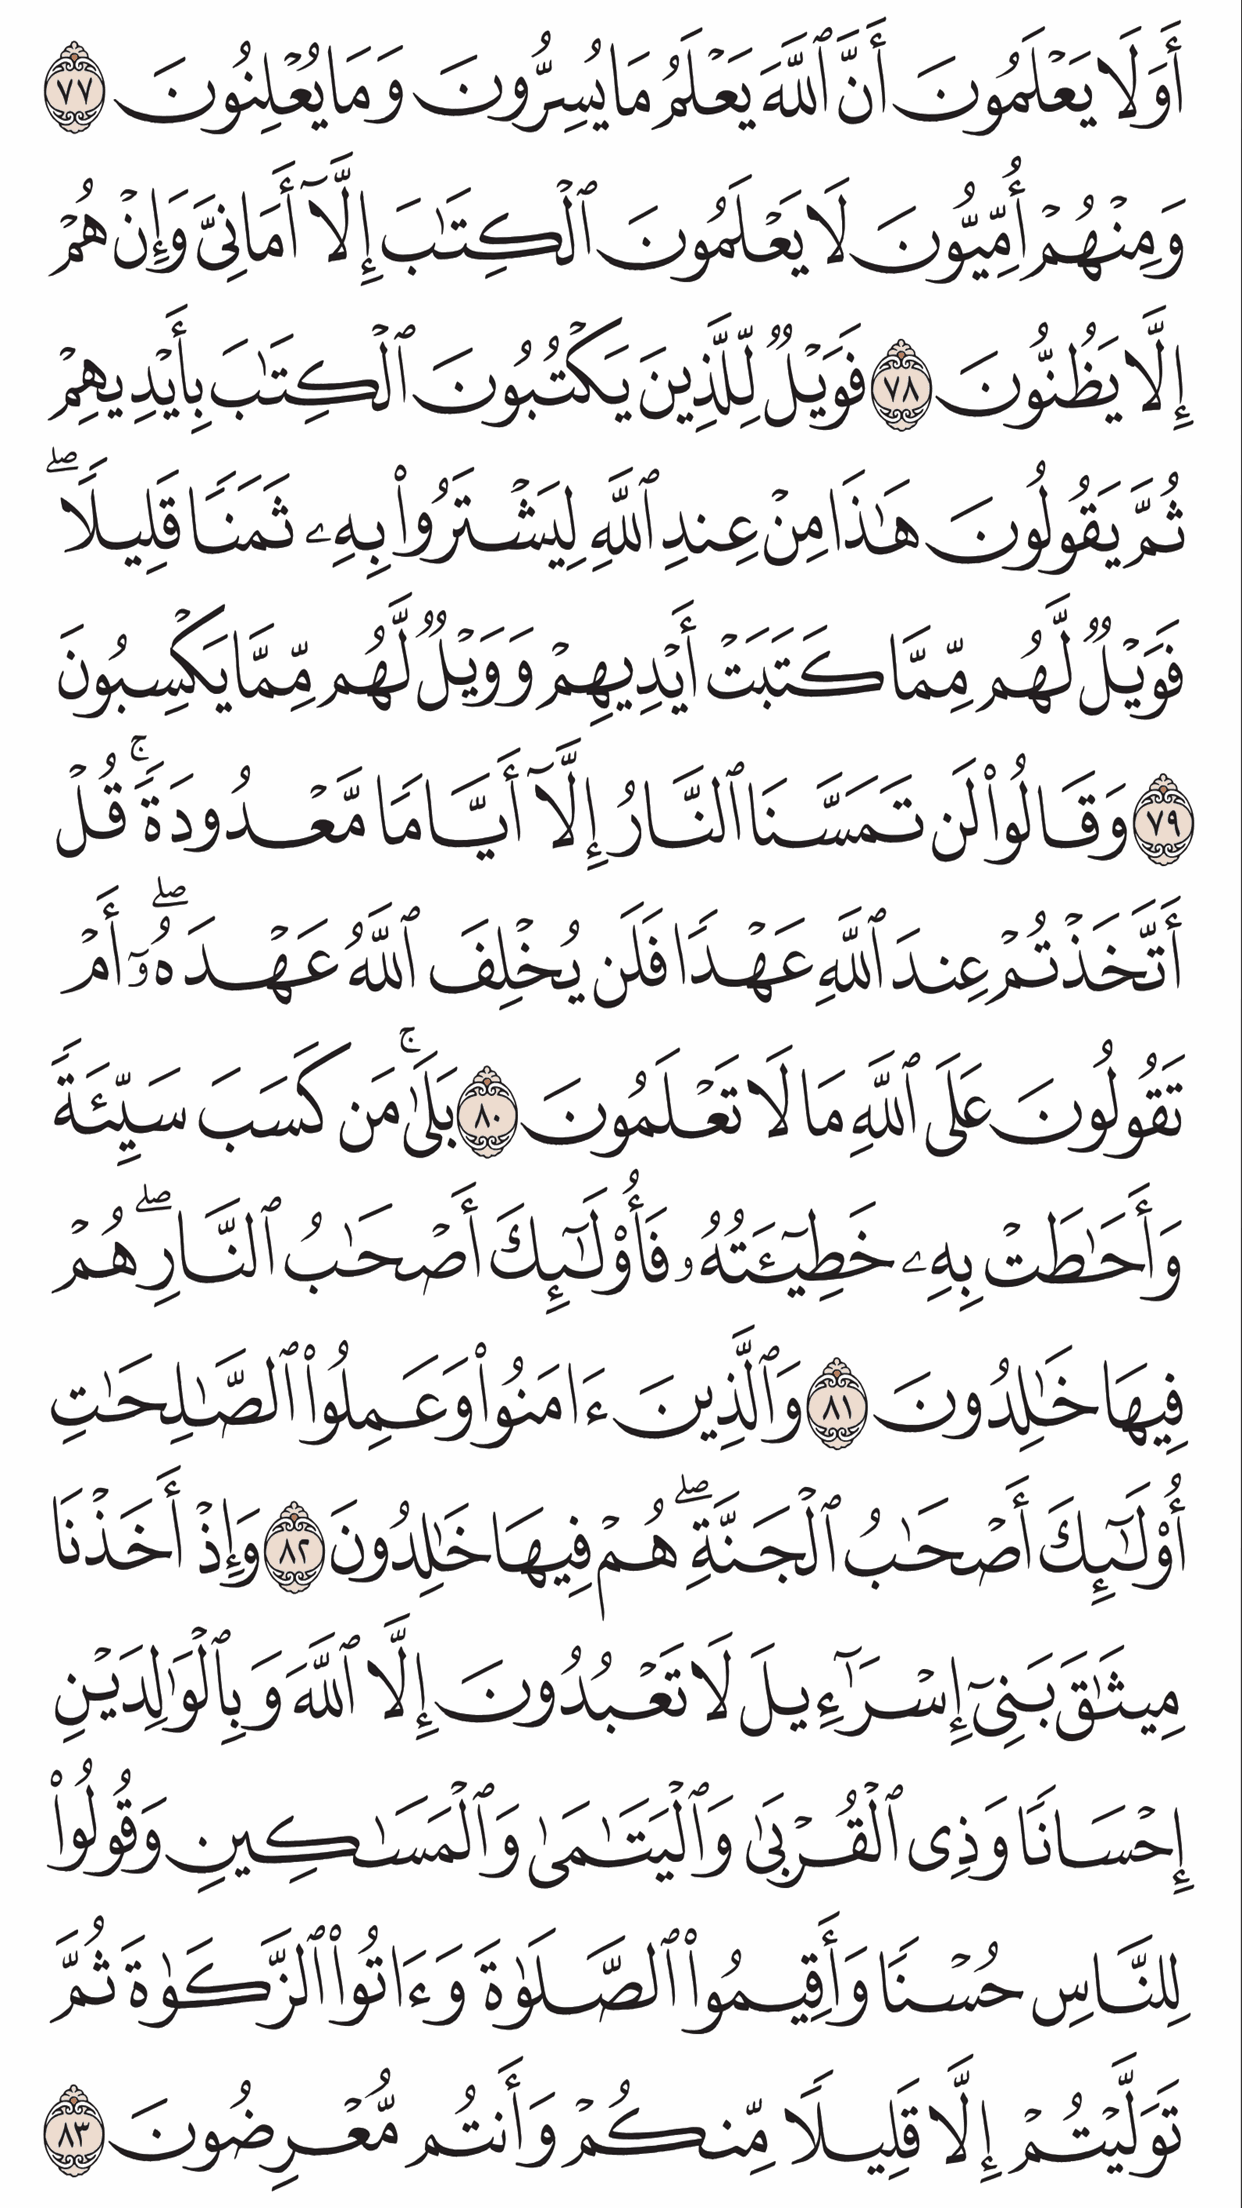 أَوَلَا يَعْلَمُونَ أَنَّ ٱللَّهَ يَعْلَمُ مَا يُسِرُّونَ وَمَا يُعْلِنُونَ ٧٧
وَمِنْهُمْ أُمِّيُّونَ لَا يَعْلَمُونَ ٱلْكِتَٰبَ إِلَّآ أَمَانِىَّ وَإِنْ هُمْ
إِلَّا يَظُنُّونَ ٧٨ فَوَيْلٌ لِّلَّذِينَ يَكْتُبُونَ ٱلْكِتَٰبَ بِأَيْدِيهِمْ
ثُمَّ يَقُولُونَ هَٰذَا مِنْ عِندِ ٱللَّهِ لِيَشْتَرُوا۟ بِهِۦ ثَمَنًا قَلِيلًا ۖ
فَوَيْلٌ لَّهُم مِّمَّا كَتَبَتْ أَيْدِيهِمْ وَوَيْلٌ لَّهُم مِّمَّا يَكْسِبُونَ
٧٩ وَقَالُوا۟ لَن تَمَسَّنَا ٱلنَّارُ إِلَّآ أَيَّامًا مَّعْدُودَةً ۚ قُلْ
أَتَّخَذْتُمْ عِندَ ٱللَّهِ عَهْدًا فَلَن يُخْلِفَ ٱللَّهُ عَهْدَهُۥٓ ۖ أَمْ
تَقُولُونَ عَلَى ٱللَّهِ مَا لَا تَعْلَمُونَ ٨٠ بَلَىٰ ۚ مَن كَسَبَ سَيِّئَةً
وَأَحَٰطَتْ بِهِۦ خَطِيٓـَٔتُهُۥ فَأُو۟لَٰٓئِكَ أَصْحَٰبُ ٱلنَّارِ ۖ هُمْ
فِيهَا خَٰلِدُونَ ٨١ وَٱلَّذِينَ ءَامَنُوا۟ وَعَمِلُوا۟ ٱلصَّٰلِحَٰتِ
أُو۟لَٰٓئِكَ أَصْحَٰبُ ٱلْجَنَّةِ ۖ هُمْ فِيهَا خَٰلِدُونَ ٨٢ وَإِذْ أَخَذْنَا
مِيثَٰقَ بَنِىٓ إِسْرَٰٓءِيلَ لَا تَعْبُدُونَ إِلَّا ٱللَّهَ وَبِٱلْوَٰلِدَيْنِ
إِحْسَانًا وَذِى ٱلْقُرْبَىٰ وَٱلْيَتَٰمَىٰ وَٱلْمَسَٰكِينِ وَقُولُوا۟
لِلنَّاسِ حُسْنًا وَأَقِيمُوا۟ ٱلصَّلَوٰةَ وَءَاتُوا۟ ٱلزَّكَوٰةَ ثُمَّ
تَوَلَّيْتُمْ إِلَّا قَلِيلًا مِّنكُمْ وَأَنتُم مُّعْرِضُونَ ٨٣